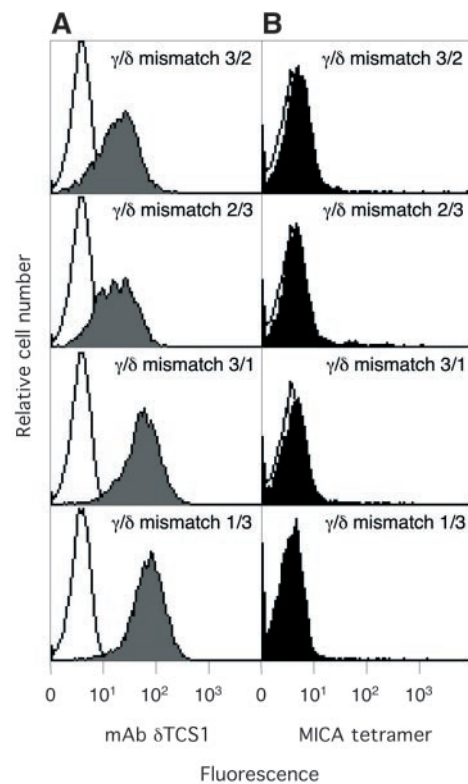 A B
γ/δ mismatch 3/2 γ/δ mismatch 3/2
γ/δ mismatch 2/3 γ/δ mismatch 2/3
γ/δ mismatch 3/1 γ/δ mismatch 3/1
γ/δ mismatch 1/3 γ/δ mismatch 1/3
Relative cell number
0 10¹ 10² 10³ 0 10¹ 10² 10³
mAb δTCS1 MICA tetramer
Fluorescence